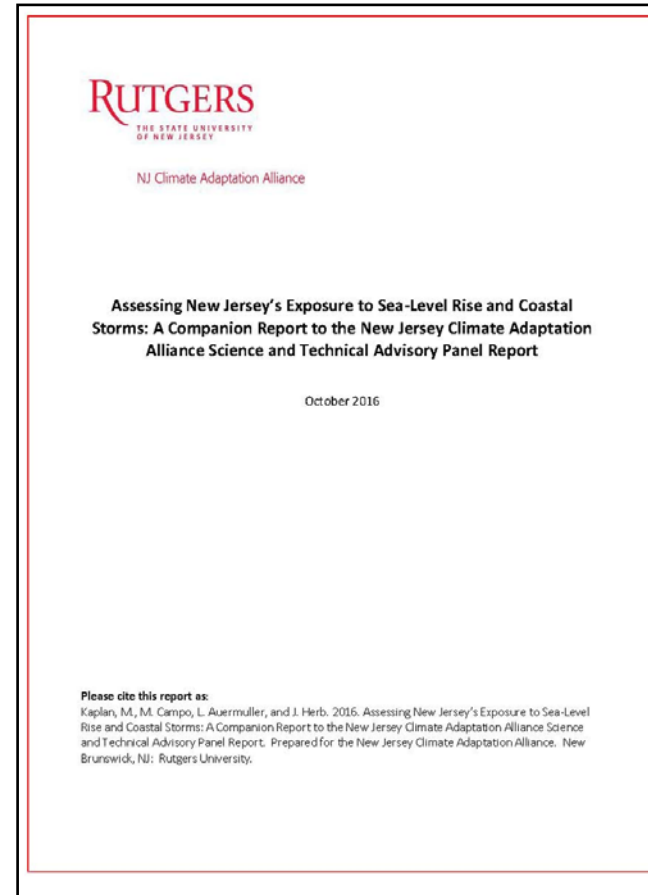 RUTGERS
THE STATE UNIVERSITY
OF NEW JERSEY
NJ Climate Adaptation Alliance
Assessing New Jersey's Exposure to Sea-Level Rise and Coastal
Storms: A Companion Report to the New Jersey Climate Adaptation
Alliance Science and Technical Advisory Panel Report
October 2016
Please cite this report as:
Kaplan, M., M. Campo, L. Auermuller, and J. Herb. 2016. Assessing New Jersey's Exposure to Sea-Level
Rise and Coastal Storms: A Companion Report to the New Jersey Climate Adaptation Alliance Science
and Technical Advisory Panel Report. Prepared for the New Jersey Climate Adaptation Alliance. New
Brunswick, NJ: Rutgers University.